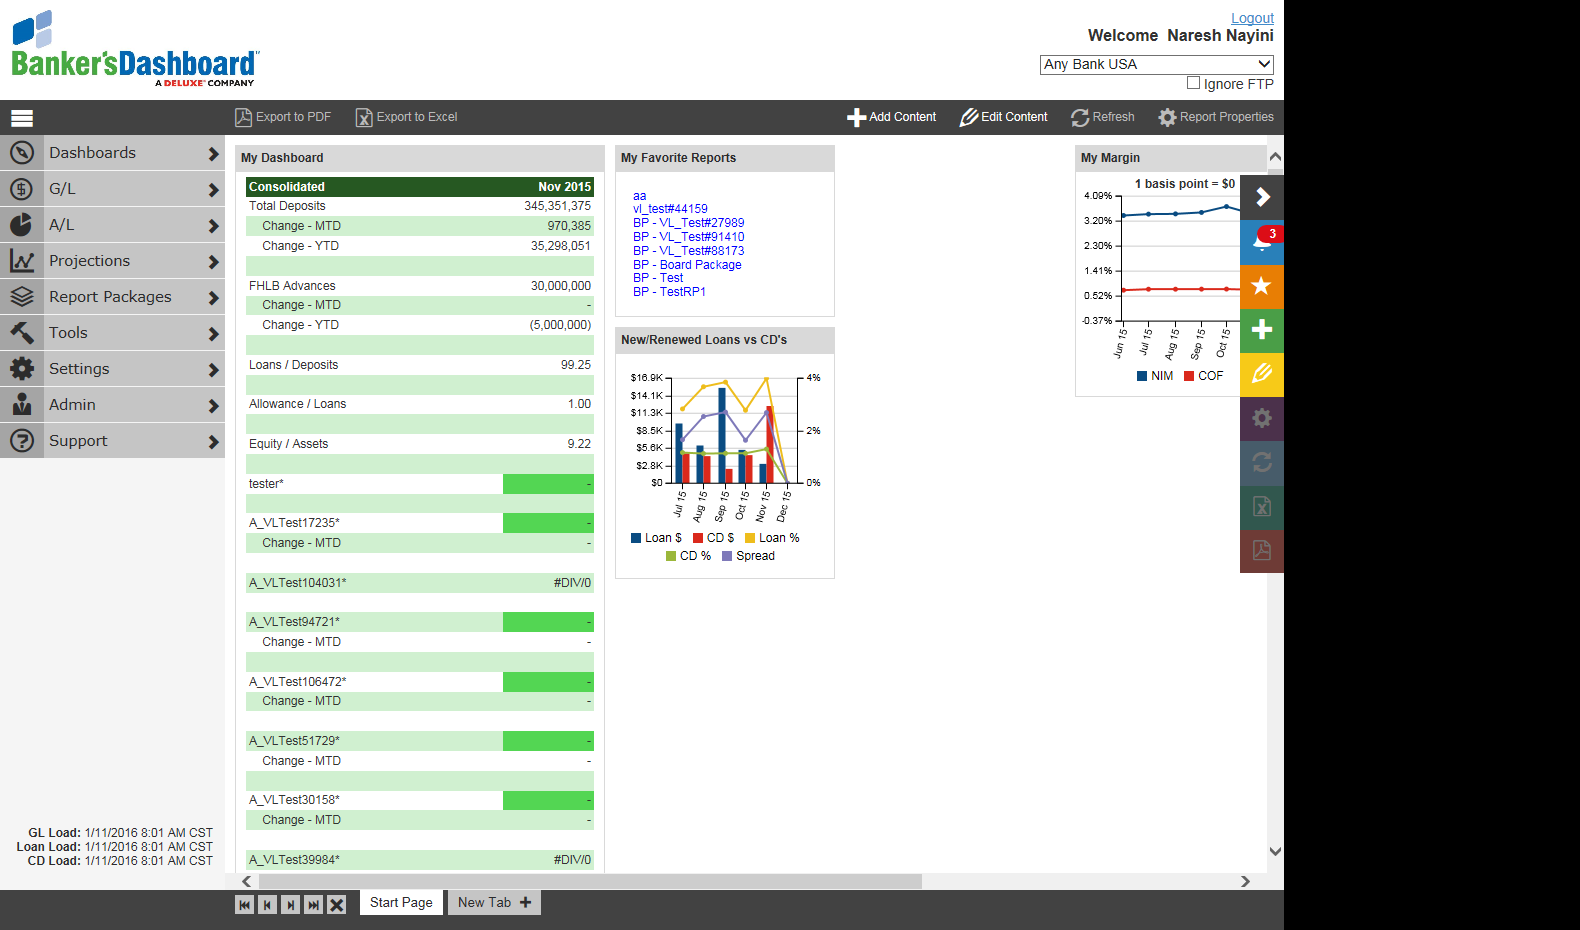 Logout
Welcome Naresh Nayini
Banker'sDashboard
A DELUXE COMPANY
Any Bank USA
Ignore FTP
Export to PDF Export to Excel Add Content Edit Content Refresh Report Properties
Dashboards
G/L
A/L
Projections
Report Packages
Tools
Settings
Admin
Support
GL Load: 1/11/2016 8:01 AM CST
Loan Load: 1/11/2016 8:01 AM CST
CD Load: 1/11/2016 8:01 AM CST
My Dashboard
Consolidated Nov 2015
Total Deposits 345,351,375
Change - MTD 970,385
Change - YTD 35,298,051
FHLB Advances 30,000,000
Change - MTD -
Change - YTD (5,000,000)
Loans / Deposits 99.25
Allowance / Loans 1.00
Equity / Assets 9.22
tester* -
A_VLTest17235* -
Change - MTD -
A_VLTest104031* #DIV/0
A_VLTest94721* -
Change - MTD -
A_VLTest106472* -
Change - MTD -
A_VLTest51729* -
Change - MTD -
A_VLTest30158* -
Change - MTD -
A_VLTest39984* #DIV/0
My Favorite Reports
aa
vl_test#44159
BP - VL_Test#27989
BP - VL_Test#91410
BP - VL_Test#88173
BP - Board Package
BP - Test
BP - TestRP1
New/Renewed Loans vs CD's
$16.9K 4%
$14.1K
$11.3K
$8.5K 2%
$5.6K
$2.8K
$0 0%
Jul 15 Aug 15 Sep 15 Oct 15 Nov 15 Dec 15
Loan $ CD $ Loan %
CD % Spread
My Margin
1 basis point = $0
4.09%
3.20%
2.30%
1.41%
0.52%
-0.37%
Jun 15 Jul 15 Aug 15 Sep 15 Oct 15
NIM COF
3
Start Page New Tab